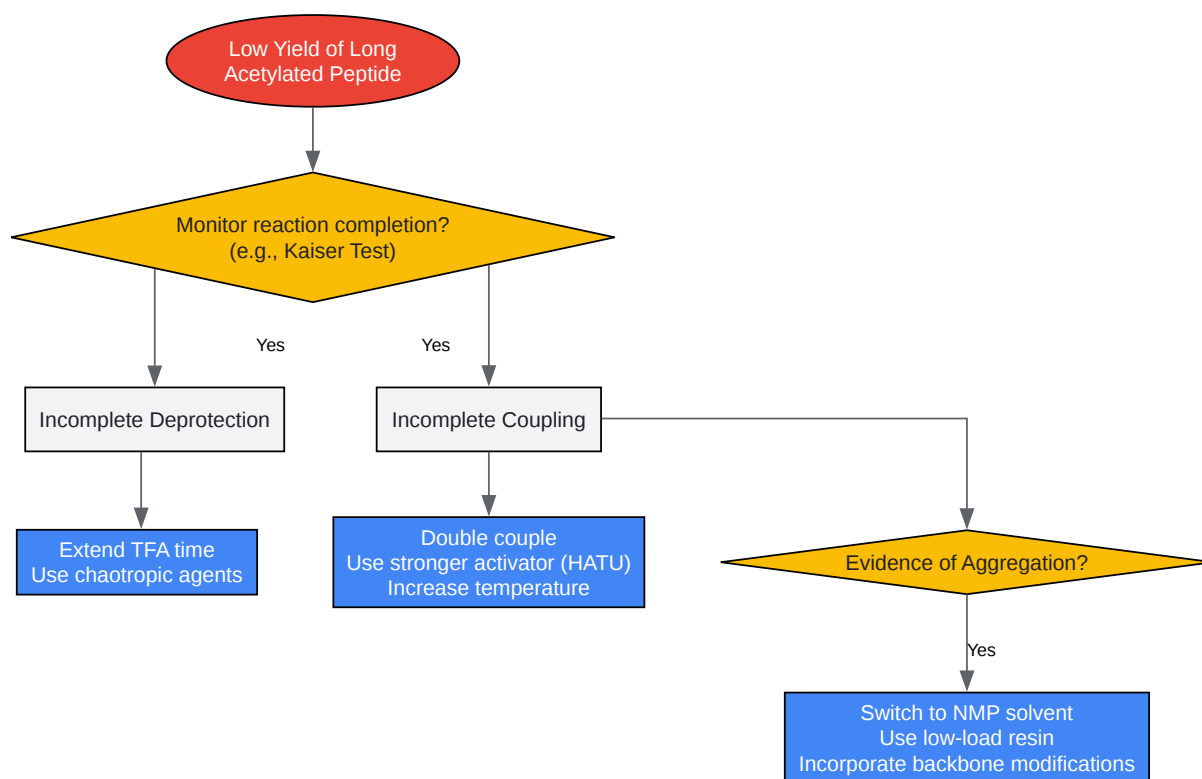 Low Yield of Long
Acetylated Peptide
Monitor reaction completion?
(e.g., Kaiser Test)
Yes
Yes
Incomplete Deprotection
Incomplete Coupling
Extend TFA time
Use chaotropic agents
Double couple
Use stronger activator (HATU)
Increase temperature
Evidence of Aggregation?
Yes
Switch to NMP solvent
Use low-load resin
Incorporate backbone modifications